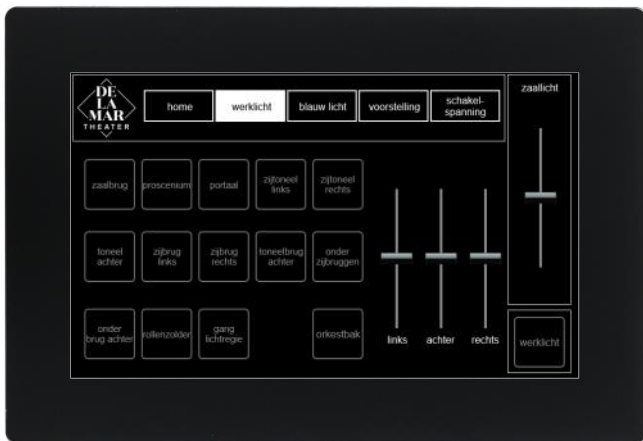 DE
LA
MAR
THEATER
home
werklicht
blauw licht
voorstelling
schakel-
spanning
zaallicht
zaalbrug
proscenium
portaal
zijtoneel
links
zijtoneel
rechts
toneel
achter
zijbrug
links
zijbrug
rechts
toneelbrug
achter
onder
zijbruggen
onder
brug achter
rollenzolder
gang
lichtregie
orkestbak
links
achter
rechts
werklicht